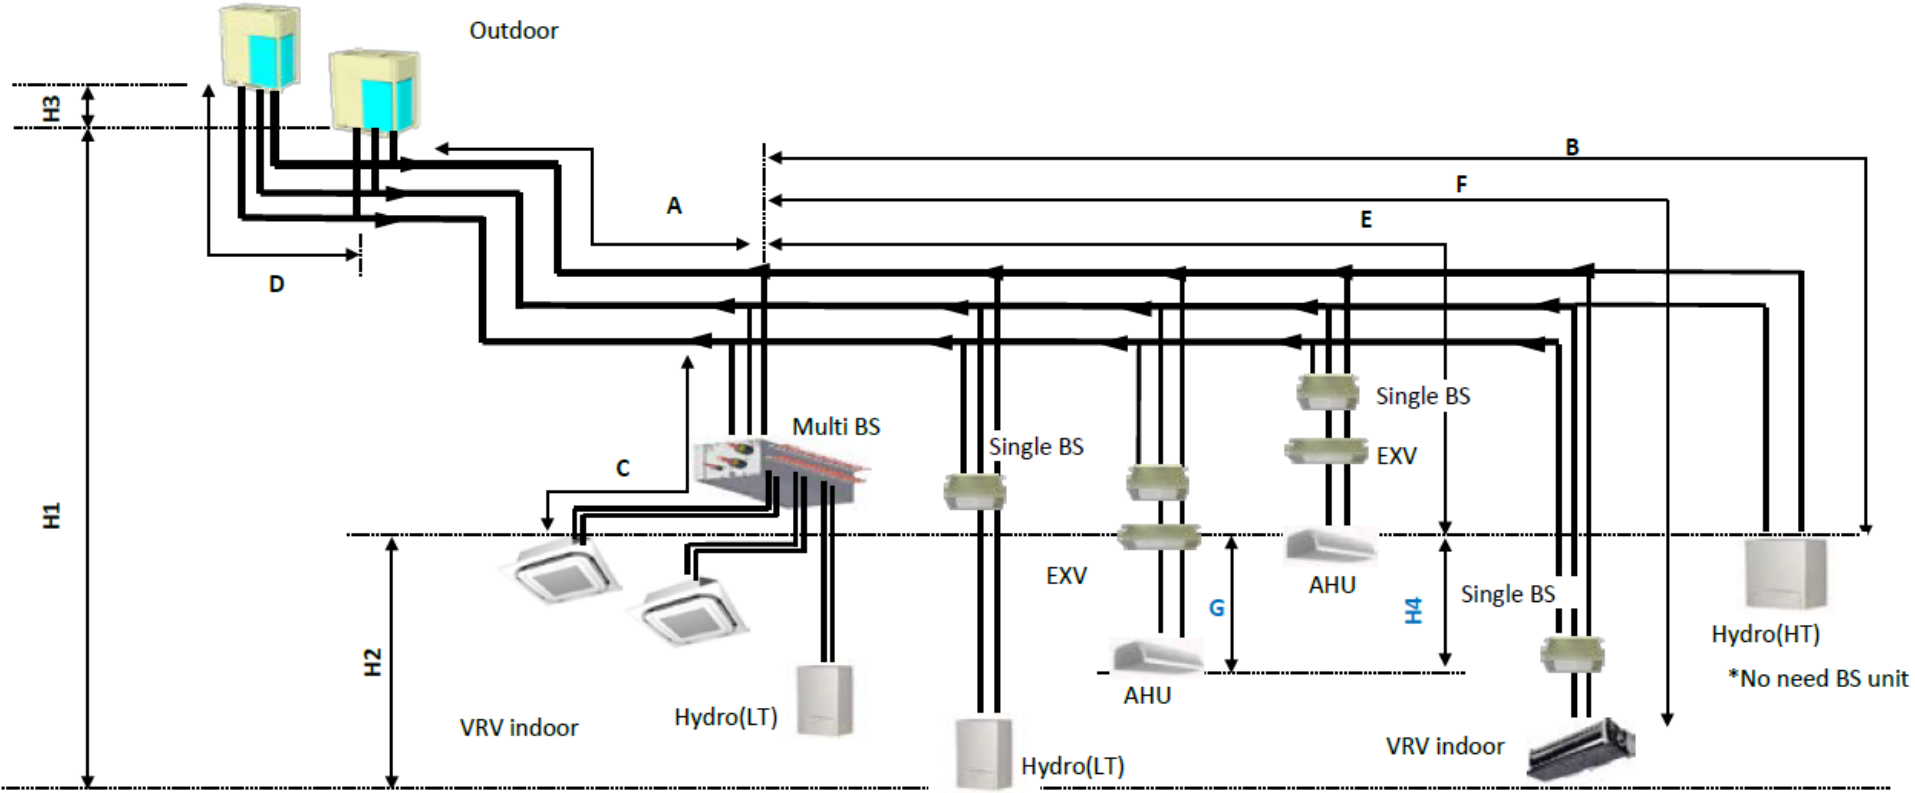 Outdoor
H3
B
F
A
E
D
Single BS
Multi BS
Single BS
EXV
C
H1
EXV
AHU
Single BS
G
H4
Hydro(HT)
H2
*No need BS unit
AHU
Hydro(LT)
VRV indoor
VRV indoor
Hydro(LT)